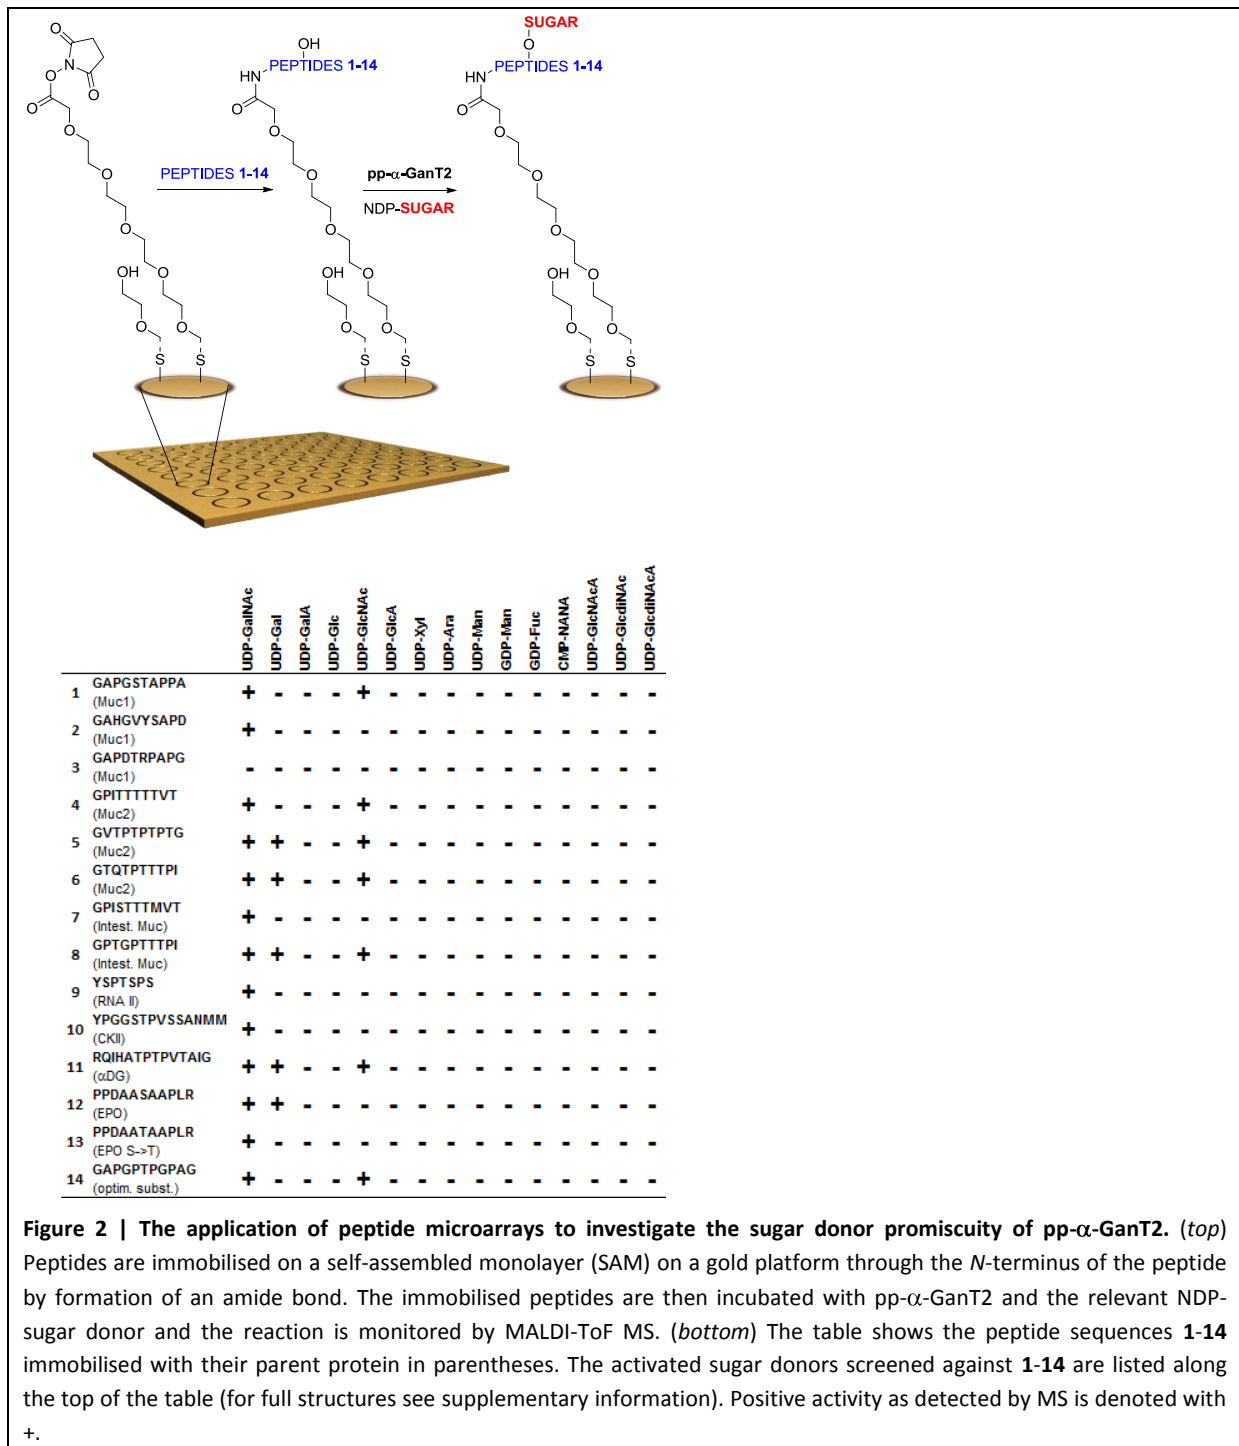 SUGAR
O
OH
PEPTIDES 1-14
PEPTIDES 1-14
HN
HN
O
N
O
O
O
O
O
O
O
O
O
O
PEPTIDES 1-14
pp-α-GanT2
NDP-SUGAR
O
O
O
O
O
O
OH
O
OH
O
OH
O
O
O
O
O
O
O
S
S
S
S
S
S
UDP-GalNAc
UDP-Gal
UDP-GalA
UDP-Glc
UDP-GlcNAc
UDP-GlcA
UDP-Xyl
UDP-Ara
UDP-Man
GDP-Man
GDP-Fuc
CMP-NANA
UDP-GlcNAcA
UDP-GlcdiNAc
UDP-GlcdiNAcA
1 GAPGSTAPPA (Muc1) + - - - + - - - - - - - - - -
2 GAHGVYSAPD (Muc1) + - - - - - - - - - - - - - -
3 GAPDTRPAPG (Muc1) - - - - - - - - - - - - - - -
4 GPITTTTTVT (Muc2) + - - - + - - - - - - - - - -
5 GVTPTPTPTG (Muc2) + + - - + - - - - - - - - - -
6 GTQTPTTTPI (Muc2) + + - - + - - - - - - - - - -
7 GPISTTTMVT (Intest. Muc) + - - - - - - - - - - - - - -
8 GPTGPTTTPI (Intest. Muc) + + - - + - - - - - - - - - -
9 YSPTSPS (RNA II) + - - - - - - - - - - - - - -
10 YPGGSTPVSSANMM (CKII) + - - - - - - - - - - - - - -
11 RQIHATPTPVTAIG (αDG) + + - - + - - - - - - - - - -
12 PPDAASAAPLR (EPO) + + - - - - - - - - - - - - -
13 PPDAATAAPLR (EPO S->T) + - - - - - - - - - - - - - -
14 GAPGPTPGPAG (optim. subst.) + - - - + - - - - - - - - - -
Figure 2 | The application of peptide microarrays to investigate the sugar donor promiscuity of pp-α-GanT2. (top)
Peptides are immobilised on a self-assembled monolayer (SAM) on a gold platform through the N-terminus of the peptide
by formation of an amide bond. The immobilised peptides are then incubated with pp-α-GanT2 and the relevant NDP-
sugar donor and the reaction is monitored by MALDI-ToF MS. (bottom) The table shows the peptide sequences 1-14
immobilised with their parent protein in parentheses. The activated sugar donors screened against 1-14 are listed along
the top of the table (for full structures see supplementary information). Positive activity as detected by MS is denoted with
+.